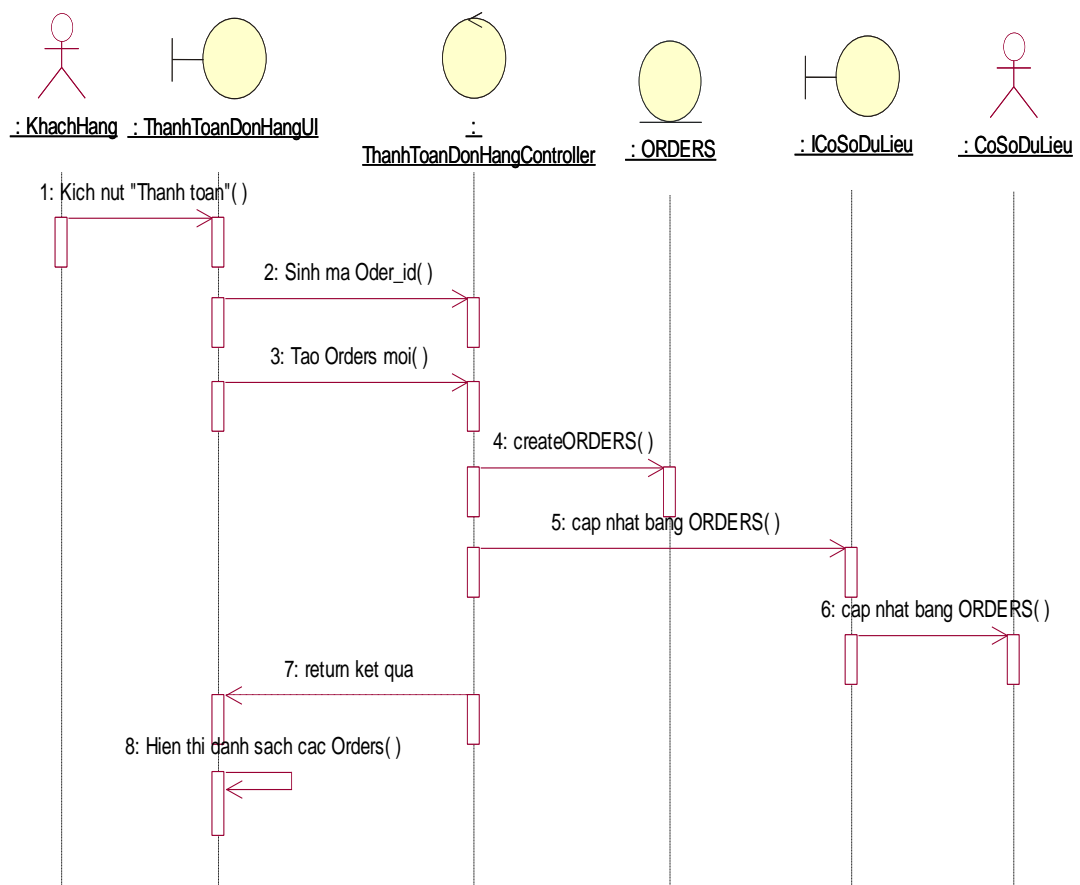 : KhachHang
: ThanhToanDonHangUI
:
ThanhToanDonHangController
: ORDERS
: ICoSoDuLieu
: CoSoDuLieu
1: Kich nut "Thanh toan"( )
2: Sinh ma Oder_id( )
3: Tao Orders moi( )
4: createORDERS( )
5: cap nhat bang ORDERS( )
6: cap nhat bang ORDERS( )
7: return ket qua
8: Hien thi danh sach cac Orders( )